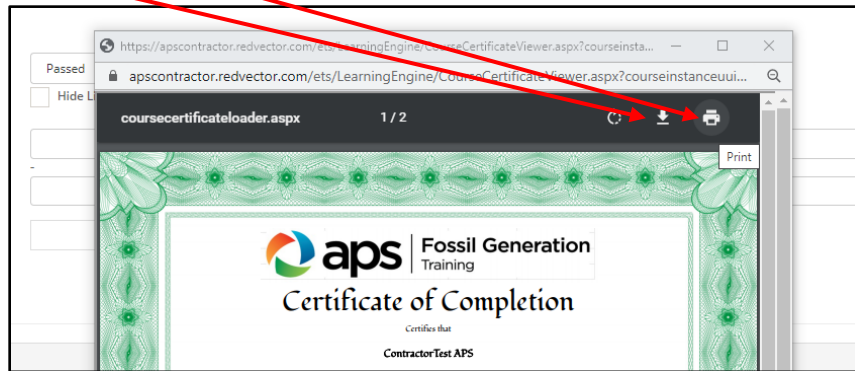 https://apscontractor.redvector.com/ets/LearningEngine/CourseCertificateViewer.aspx?courseinsta...
apscontractor.redvector.com/ets/LearningEngine/CourseCertificateViewer.aspx?courseinstanceuui...
Passed
Hide Li
coursecertificateloader.aspx 1 / 2
Print
-
aps Fossil Generation
Training
Certificate of Completion
Certifies that
ContractorTest APS